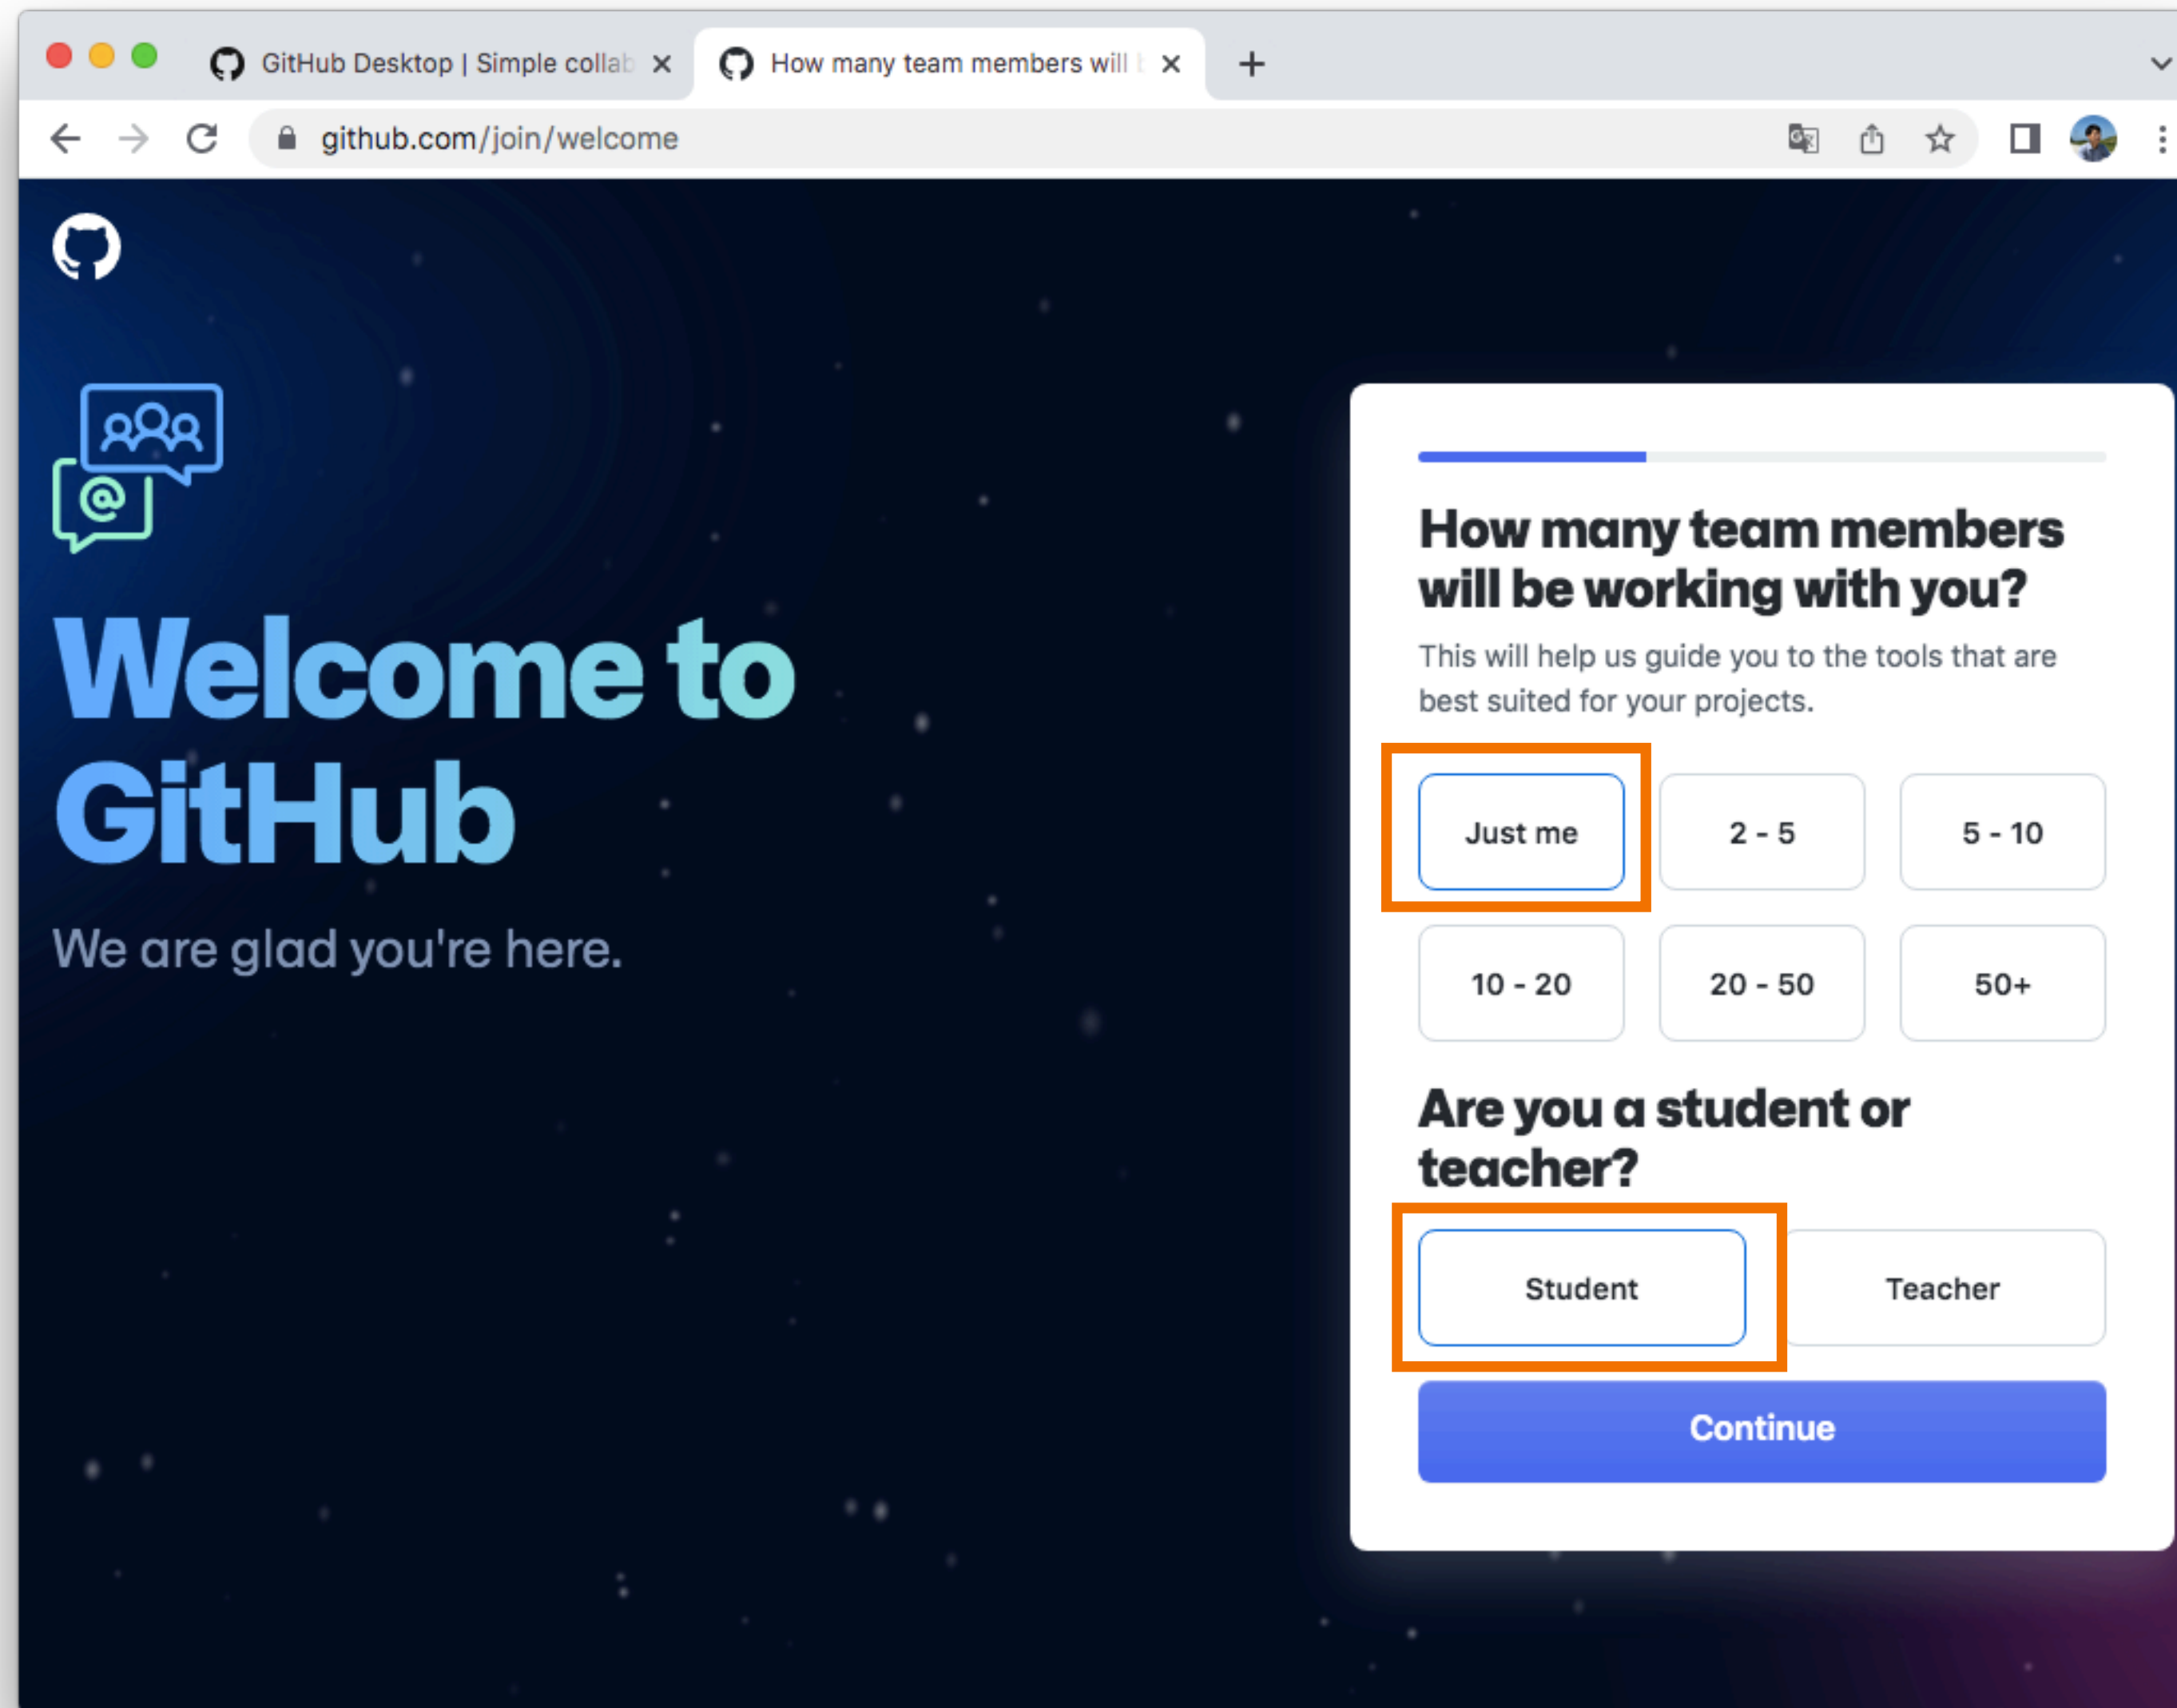 GitHub Desktop | Simple collab
How many team members will
github.com/join/welcome
@
Welcome to
GitHub
We are glad you're here.
How many team members
will be working with you?
This will help us guide you to the tools that are
best suited for your projects.
Just me
2 - 5
5 - 10
10 - 20
20 - 50
50+
Are you a student or
teacher?
Student
Teacher
Continue